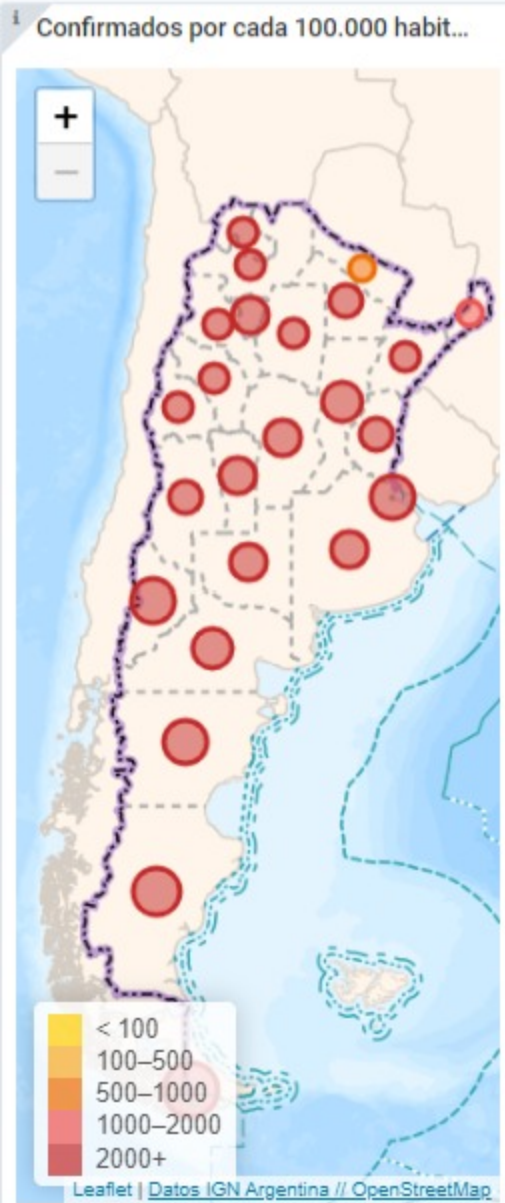 i
Confirmados por cada 100.000 habit...
+
−
< 100
100–500
500–1000
1000–2000
2000+
Leaflet | Datos IGN Argentina // OpenStreetMap